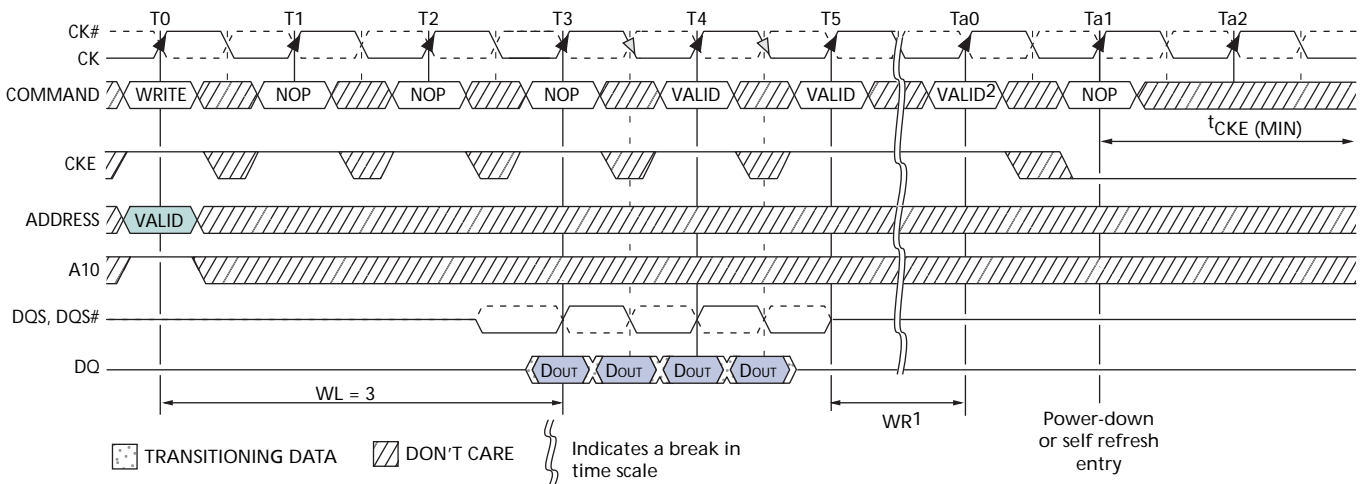 T0 T1 T2 T3 T4 T5 Ta0 Ta1 Ta2
CK#
CK
COMMAND WRITE NOP NOP NOP VALID VALID VALID2 NOP
tCKE (MIN)
CKE
ADDRESS VALID
A10
DQS, DQS#
DQ DOUT DOUT DOUT DOUT
WL = 3
WR1
Power-down
or self refresh
entry
TRANSITIONING DATA DON'T CARE Indicates a break in
time scale